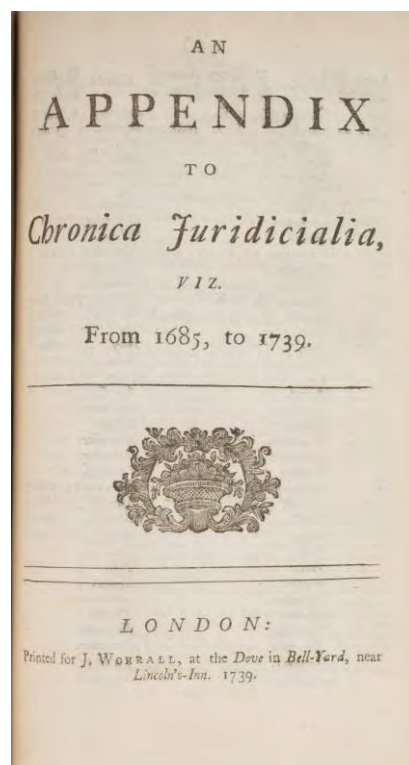 AN
APPENDIX
TO
Chronica Juridicialia,
VIZ.
From 1685, to 1739.
LONDON:
Printed for J. WORRALL, at the Dove in Bell-Yard, near
Lincoln's-Inn. 1739.